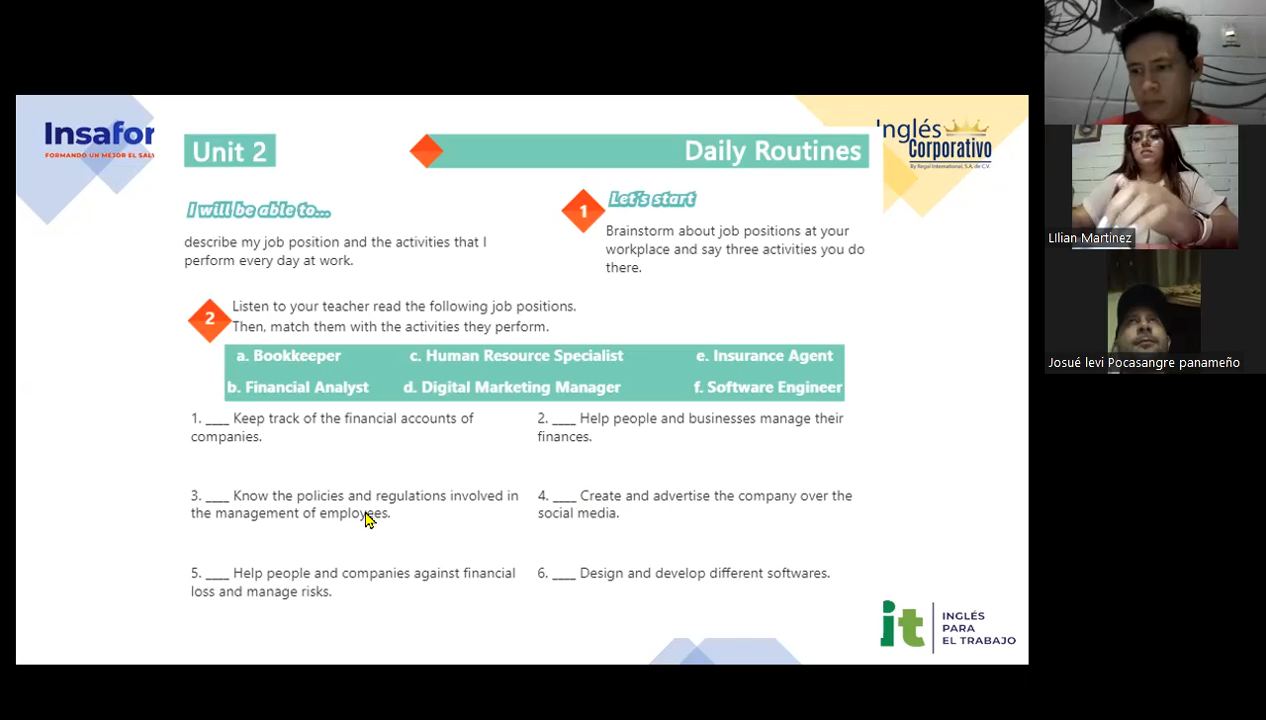 Insafor
FORMANDO UN MEJOR EL SALV
Inglés
Corporativo
By Regal International, S.A. de C.V.
Unit 2
Daily Routines
I will be able to...
describe my job position and the activities that I
perform every day at work.
1
Let's start
Brainstorm about job positions at your
workplace and say three activities you do
there.
2
Listen to your teacher read the following job positions.
Then, match them with the activities they perform.
a. Bookkeeper c. Human Resource Specialist e. Insurance Agent
b. Financial Analyst d. Digital Marketing Manager f. Software Engineer
1. ____ Keep track of the financial accounts of
companies.
2. ____ Help people and businesses manage their
finances.
3. ____ Know the policies and regulations involved in
the management of employees.
4. ____ Create and advertise the company over the
social media.
5. ____ Help people and companies against financial
loss and manage risks.
6. ____ Design and develop different softwares.
it
INGLÉS
PARA
EL TRABAJO
LIlian Martinez
Josué levi Pocasangre panameño